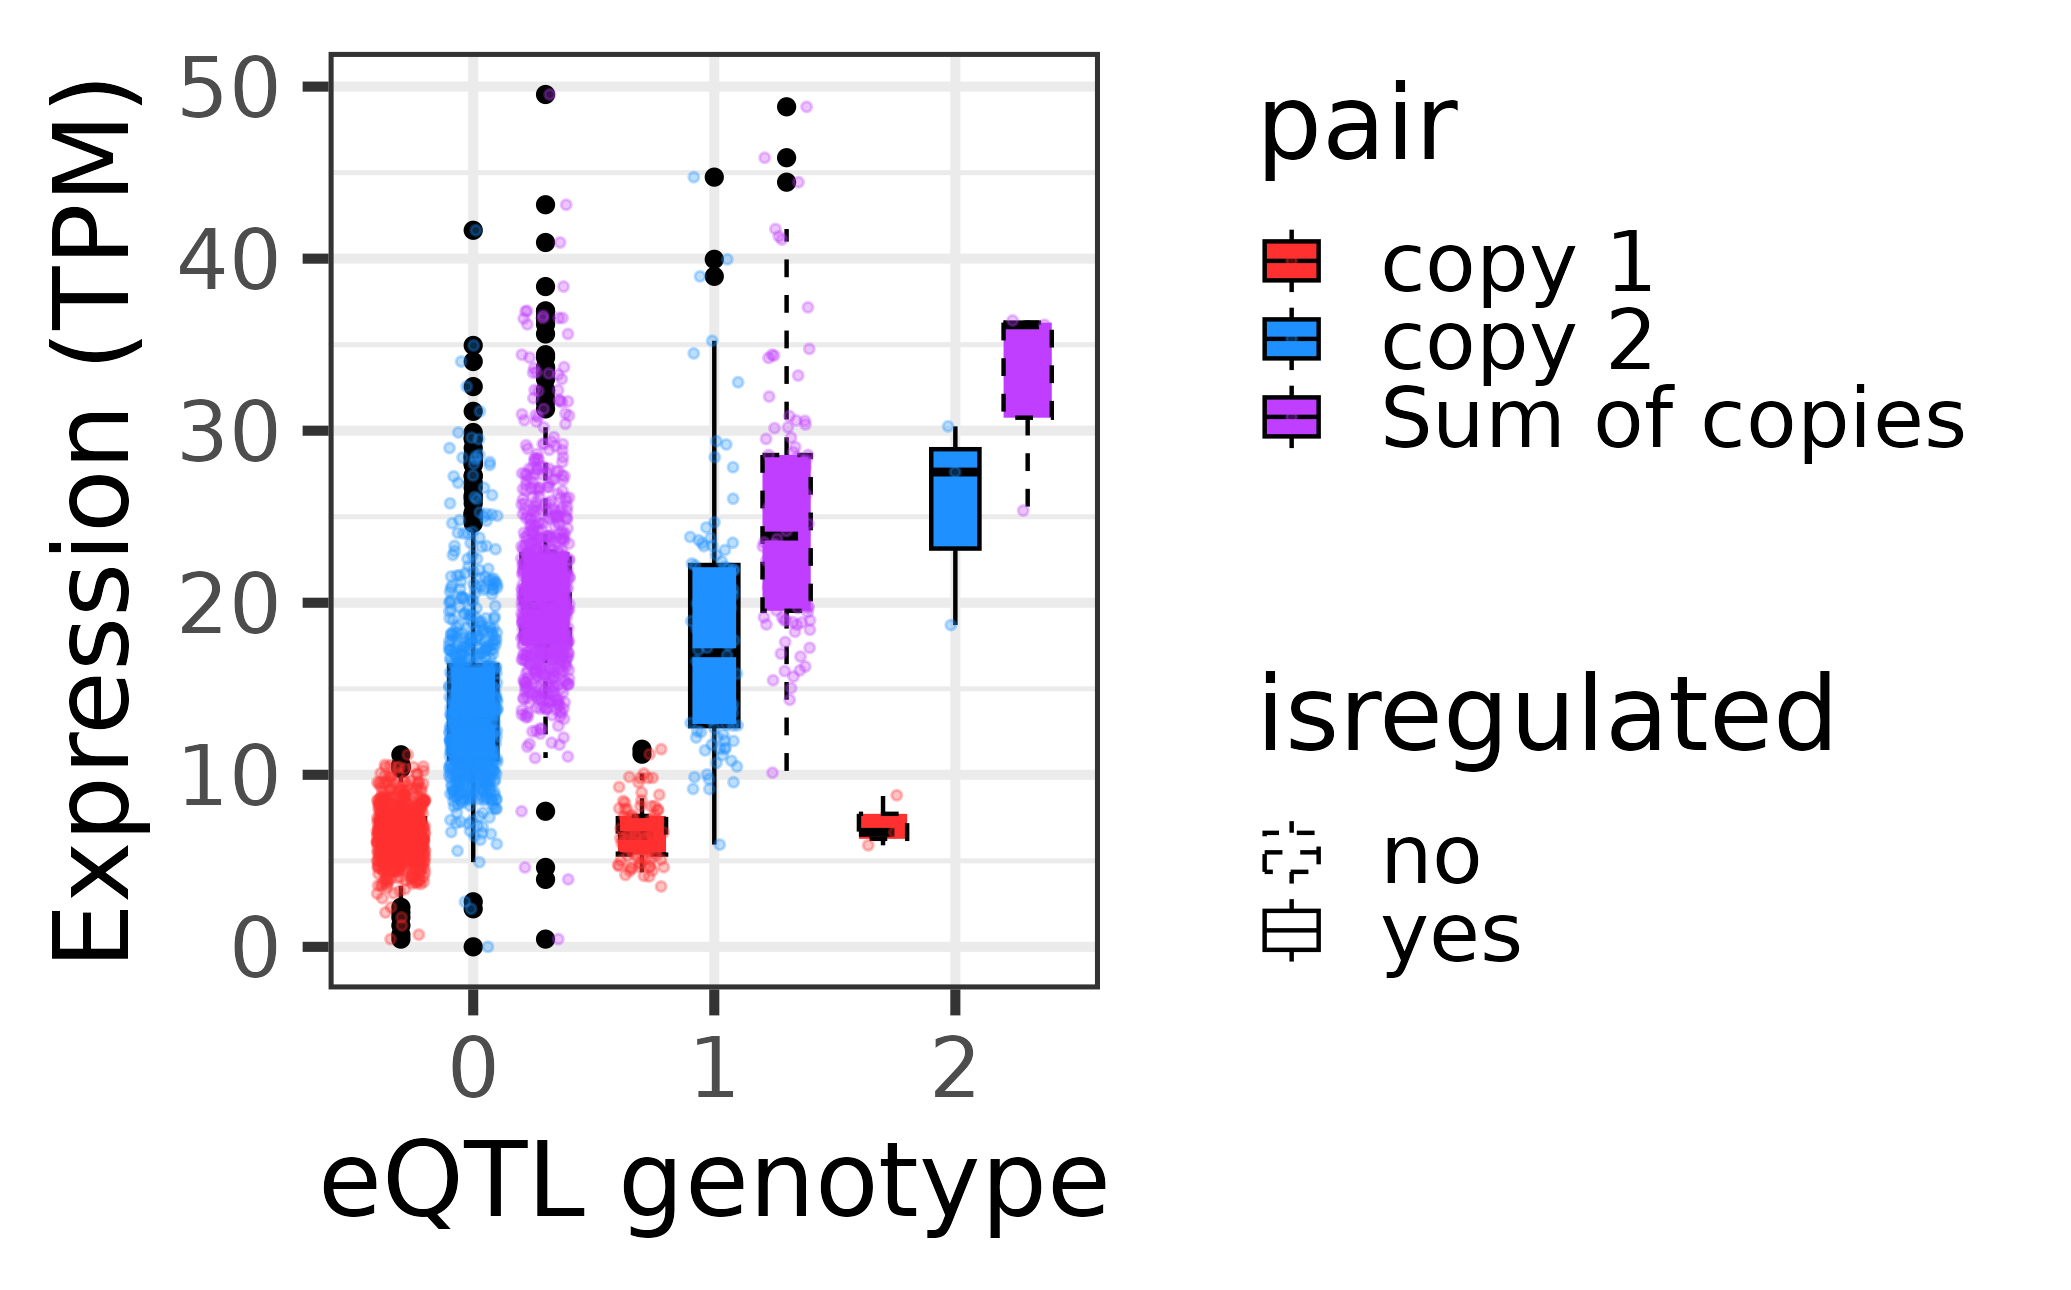 Expression (TPM)
50
40
30
20
10
0
0 1 2
eQTL genotype
pair
copy 1
copy 2
Sum of copies
isregulated
no
yes